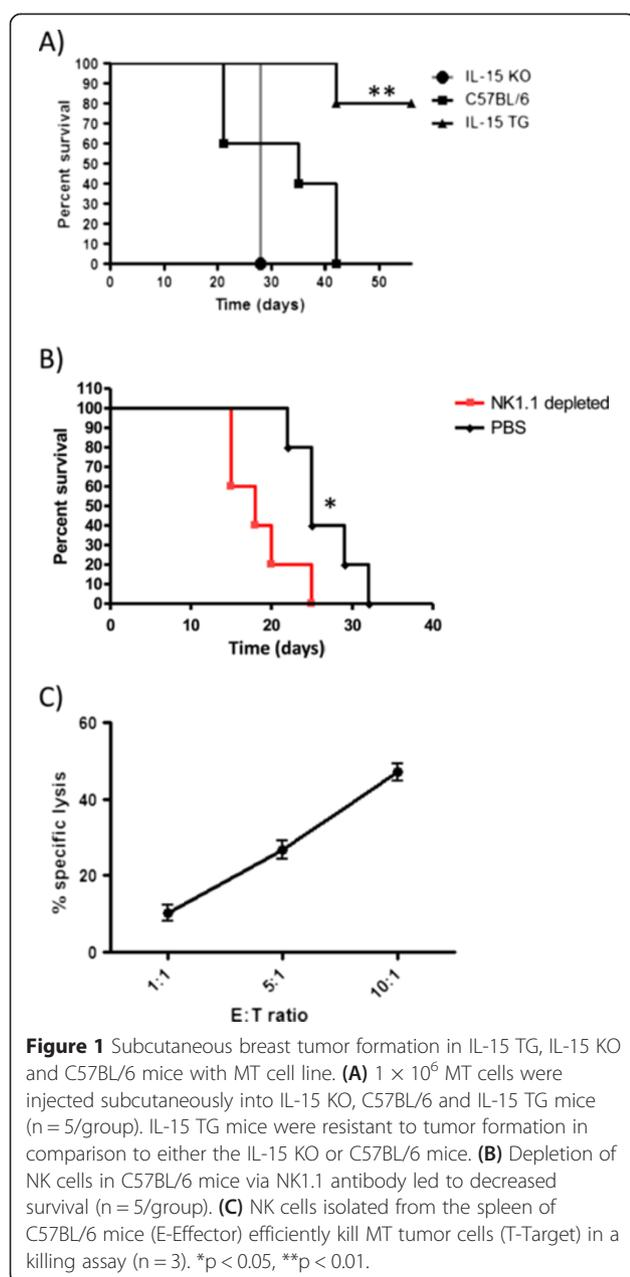 A)
100
90
80
70
60
50
40
30
20
10
0
Percent survival
**
0 10 20 30 40 50
Time (days)
IL-15 KO
C57BL/6
IL-15 TG
B)
110
100
90
80
70
60
50
40
30
20
10
0
Percent survival
*
0 10 20 30 40
Time (days)
NK1.1 depleted
PBS
C)
60
40
20
0
% specific lysis
1:1 5:1 10:1
E:T ratio
Figure 1 Subcutaneous breast tumor formation in IL-15 TG, IL-15 KO
and C57BL/6 mice with MT cell line. (A) 1 × 10⁶ MT cells were
injected subcutaneously into IL-15 KO, C57BL/6 and IL-15 TG mice
(n = 5/group). IL-15 TG mice were resistant to tumor formation in
comparison to either the IL-15 KO or C57BL/6 mice. (B) Depletion of
NK cells in C57BL/6 mice via NK1.1 antibody led to decreased
survival (n = 5/group). (C) NK cells isolated from the spleen of
C57BL/6 mice (E-Effector) efficiently kill MT tumor cells (T-Target) in a
killing assay (n = 3). *p < 0.05, **p < 0.01.